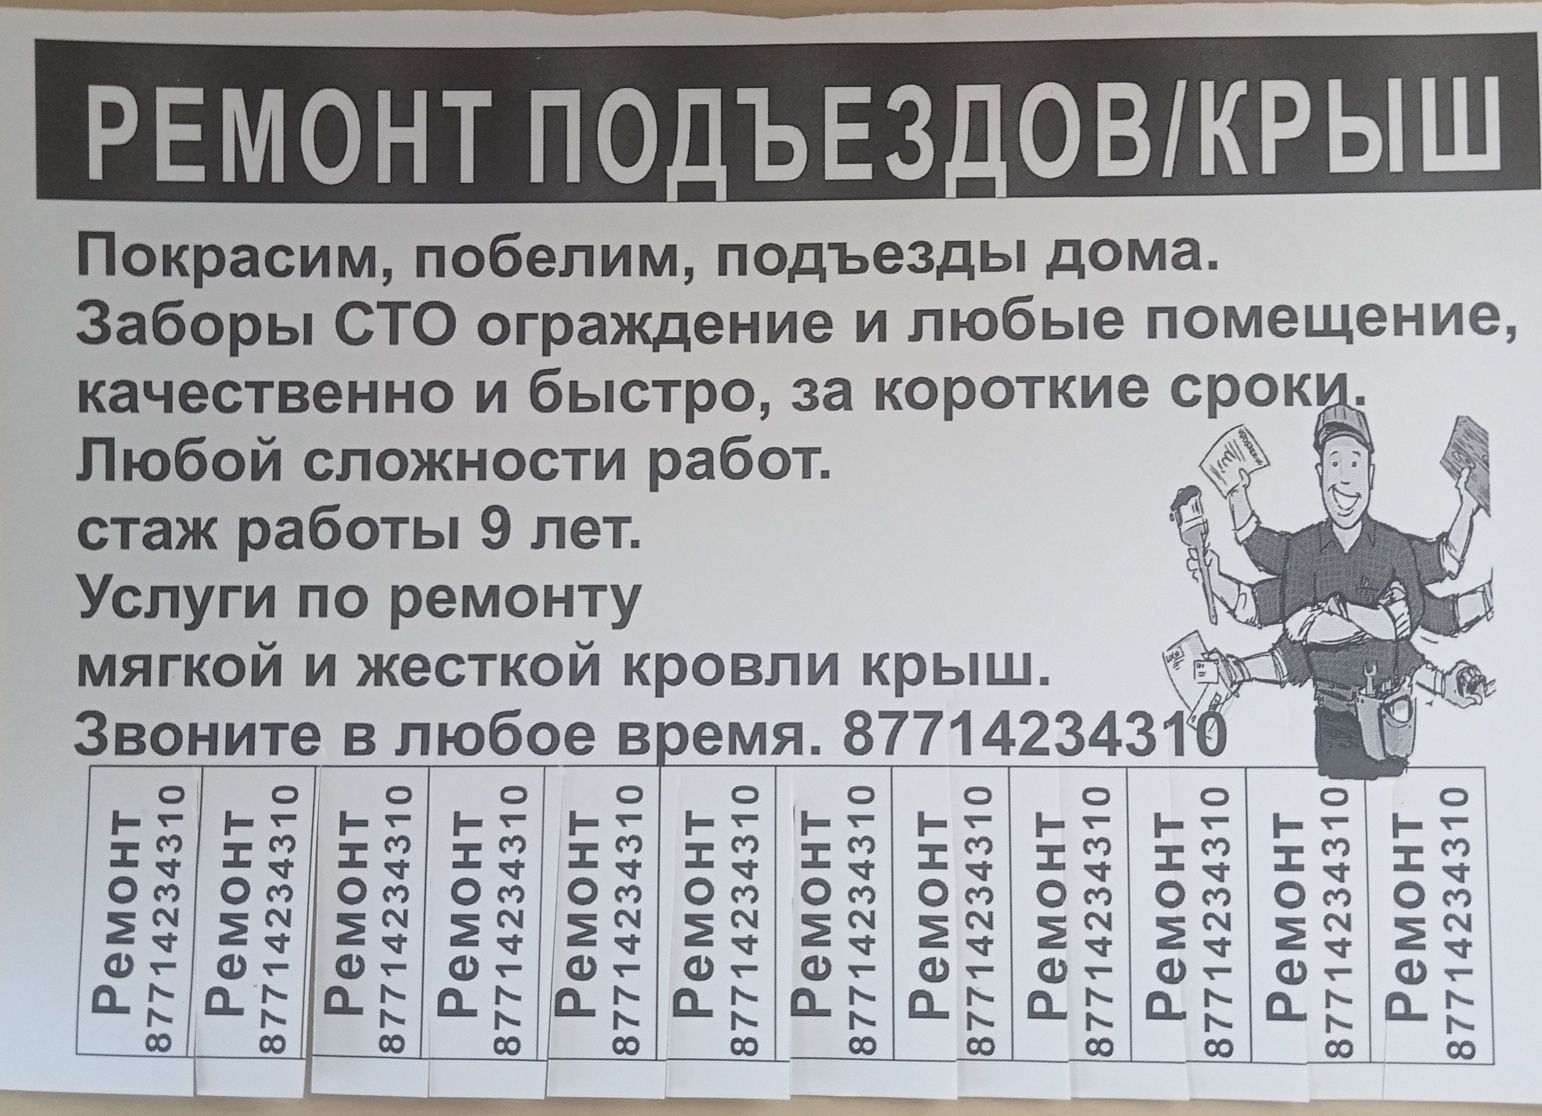 РЕМОНТ ПОДЪЕЗДОВ/КРЫШ
Покрасим, побелим, подъезды дома.
Заборы СТО ограждение и любые помещение,
качественно и быстро, за короткие сроки.
Любой сложности работ.
стаж работы 9 лет.
Услуги по ремонту
мягкой и жесткой кровли крыш.
Звоните в любое время. 87714234310
Ремонт
87714234310
Ремонт
87714234310
Ремонт
87714234310
Ремонт
87714234310
Ремонт
87714234310
Ремонт
87714234310
Ремонт
87714234310
Ремонт
87714234310
Ремонт
87714234310
Ремонт
87714234310
Ремонт
87714234310
Ремонт
87714234310